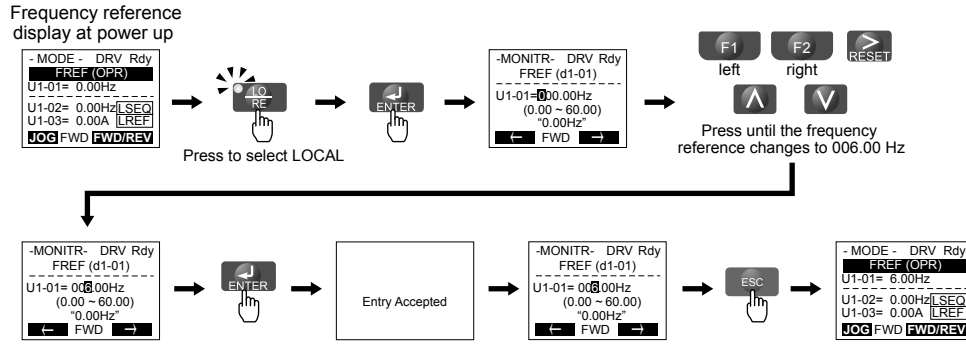 Frequency reference
display at power up
- MODE - DRV Rdy
FREF (OPR)
U1-01= 0.00Hz
U1-02= 0.00Hz LSEQ
U1-03= 0.00A LREF
JOG FWD FWD/REV
LO
RE
Press to select LOCAL
ENTER
-MONITR- DRV Rdy
FREF (d1-01)
U1-01=000.00Hz
(0.00 ~ 60.00)
“0.00Hz”
← FWD →
F1
left
F2
right
>
RESET
∧
∨
Press until the frequency
reference changes to 006.00 Hz
-MONITR- DRV Rdy
FREF (d1-01)
U1-01= 006.00Hz
(0.00 ~ 60.00)
“0.00Hz”
← FWD →
ENTER
Entry Accepted
-MONITR- DRV Rdy
FREF (d1-01)
U1-01= 006.00Hz
(0.00 ~ 60.00)
“0.00Hz”
← FWD →
ESC
- MODE - DRV Rdy
FREF (OPR)
U1-01= 6.00Hz
U1-02= 0.00Hz LSEQ
U1-03= 0.00A LREF
JOG FWD FWD/REV